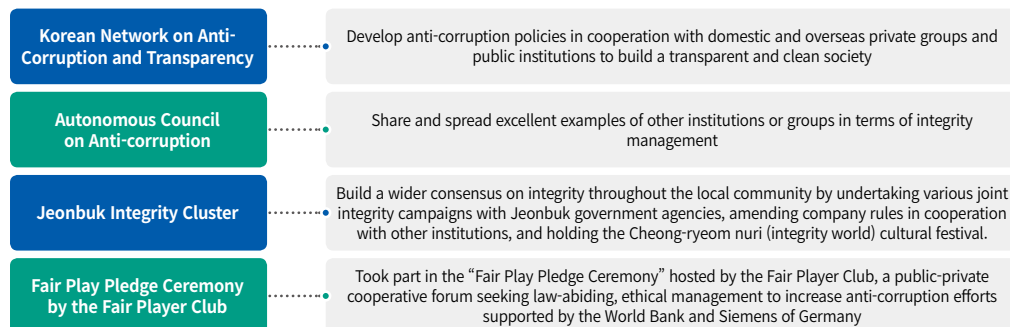 Korean Network on Anti-
Corruption and Transparency
Develop anti-corruption policies in cooperation with domestic and overseas private groups and
public institutions to build a transparent and clean society
Autonomous Council
on Anti-corruption
Share and spread excellent examples of other institutions or groups in terms of integrity
management
Jeonbuk Integrity Cluster
Build a wider consensus on integrity throughout the local community by undertaking various joint
integrity campaigns with Jeonbuk government agencies, amending company rules in cooperation
with other institutions, and holding the Cheong-ryeom nuri (integrity world) cultural festival.
Fair Play Pledge Ceremony
by the Fair Player Club
Took part in the “Fair Play Pledge Ceremony” hosted by the Fair Player Club, a public-private
cooperative forum seeking law-abiding, ethical management to increase anti-corruption efforts
supported by the World Bank and Siemens of Germany